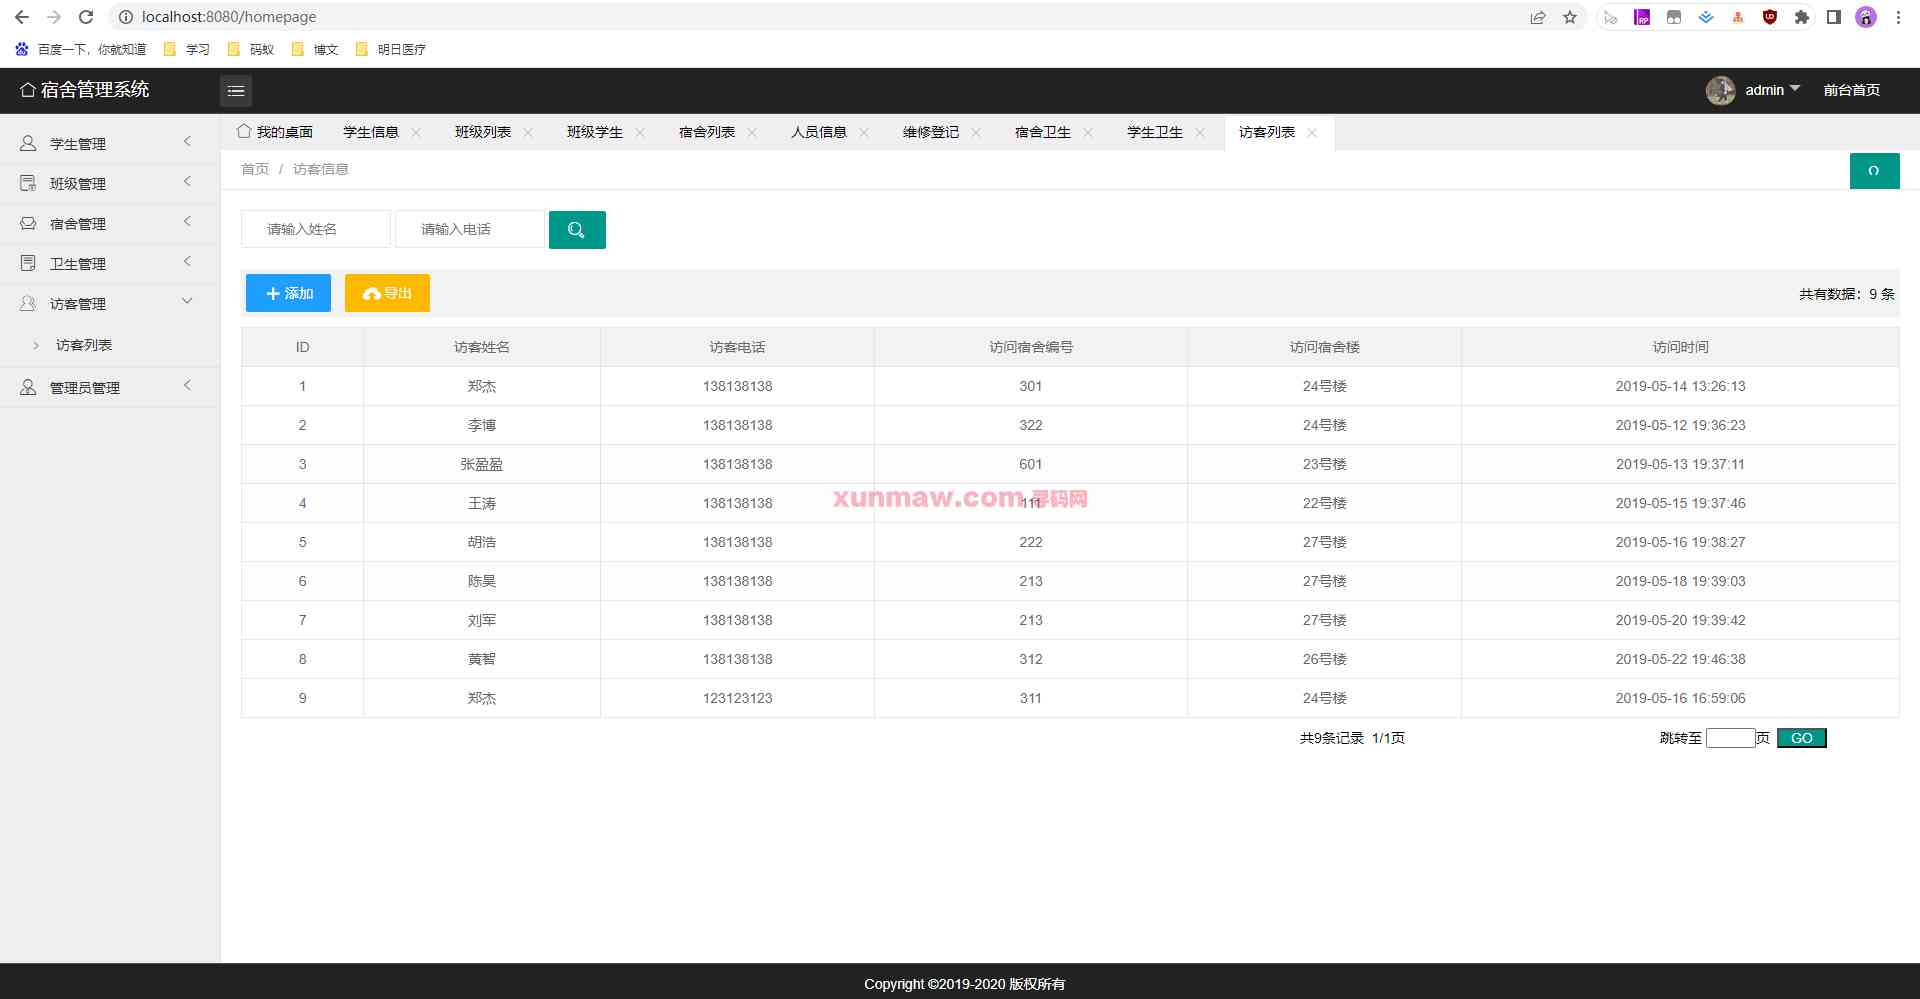 localhost:8080/homepage
百度一下，你就知道 学习 码蚁 博文 明日医疗
宿舍管理系统 admin 前台首页
我的桌面 学生信息 班级列表 班级学生 宿舍列表 人员信息 维修登记 宿舍卫生 学生卫生 访客列表
学生管理
班级管理
宿舍管理
卫生管理
访客管理
访客列表
管理员管理
首页 / 访客信息
请输入姓名 请输入电话
添加 导出 共有数据：9 条
ID 访客姓名 访客电话 访问宿舍编号 访问宿舍楼 访问时间
1 郑杰 138138138 301 24号楼 2019-05-14 13:26:13
2 李博 138138138 322 24号楼 2019-05-12 19:36:23
3 张盈盈 138138138 601 23号楼 2019-05-13 19:37:11
4 王涛 138138138 111 22号楼 2019-05-15 19:37:46
xunmaw.com 寻码网
5 胡浩 138138138 222 27号楼 2019-05-16 19:38:27
6 陈昊 138138138 213 27号楼 2019-05-18 19:39:03
7 刘军 138138138 213 27号楼 2019-05-20 19:39:42
8 黄智 138138138 312 26号楼 2019-05-22 19:46:38
9 郑杰 123123123 311 24号楼 2019-05-16 16:59:06
共9条记录 1/1页 跳转至 页 GO
Copyright ©2019-2020 版权所有